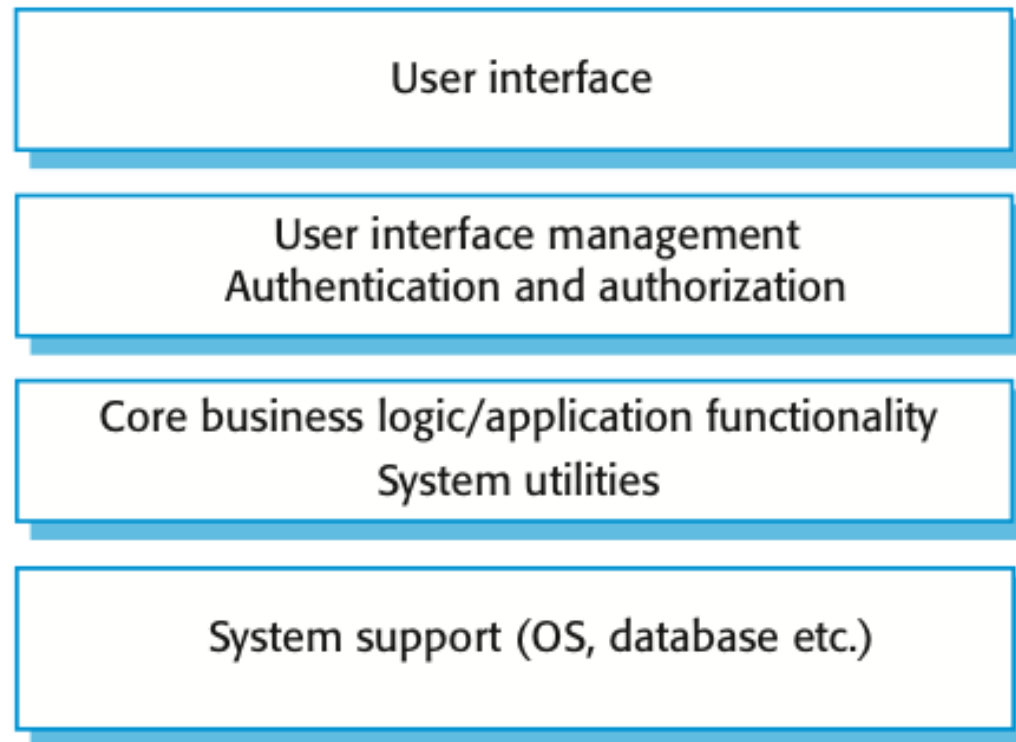 User interface
User interface management
Authentication and authorization
Core business logic/application functionality
System utilities
System support (OS, database etc.)